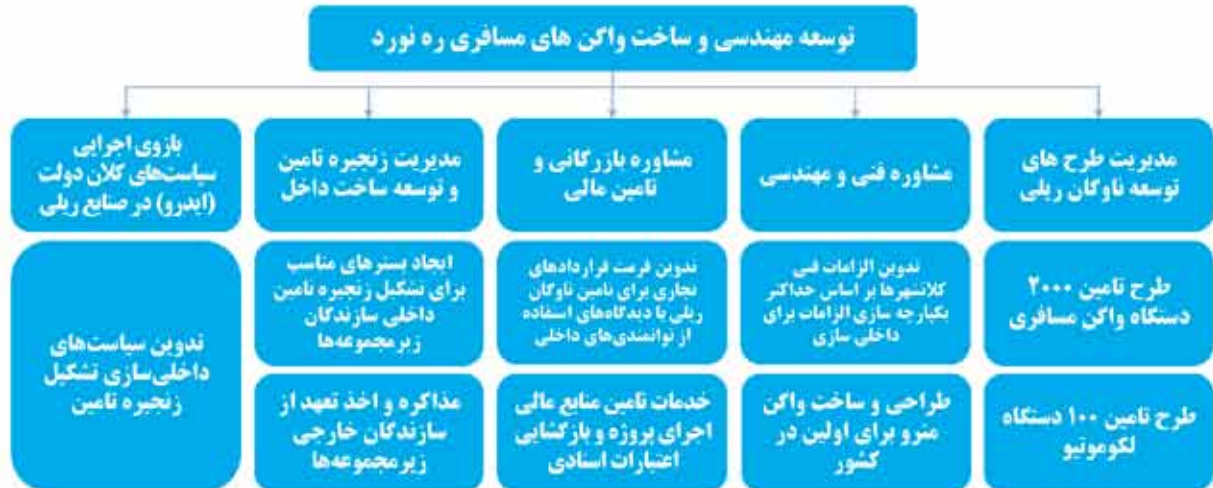 توسعه مهندسی و ساخت واگن های مسافری ره نورد
مدیریت طرح های
توسعه ناوگان ریلی
مشاوره فنی و مهندسی
مشاوره بازرگانی و
تامین مالی
مدیریت زنجیره تامین
و توسعه ساخت داخل
بازوی اجرایی
سیاست‌های کلان دولت
(ایدرو) در صنایع ریلی
طرح تامین ۲۰۰۰
دستگاه واگن مسافری
تدوین الزامات فنی
کلانشهرها بر اساس حداکثر
یکپارچه سازی الزامات برای
داخلی سازی
تدوین فرمت قراردادهای
تجاری برای تامین ناوگان
ریلی با دیدگاه‌های استفاده
از توانمندی‌های داخلی
ایجاد بسترهای مناسب
برای تشکیل زنجیره تامین
داخلی سازندگان
زیرمجموعه‌ها
تدوین سیاست‌های
داخلی‌سازی تشکیل
زنجیره تامین
طرح تامین ۱۰۰ دستگاه
لکوموتیو
طراحی و ساخت واگن
مترو برای اولین در
کشور
خدمات تامین منابع مالی
اجرای پروژه و بازگشایی
اعتبارات اسنادی
مذاکره و اخذ تعهد از
سازندگان خارجی
زیرمجموعه‌ها